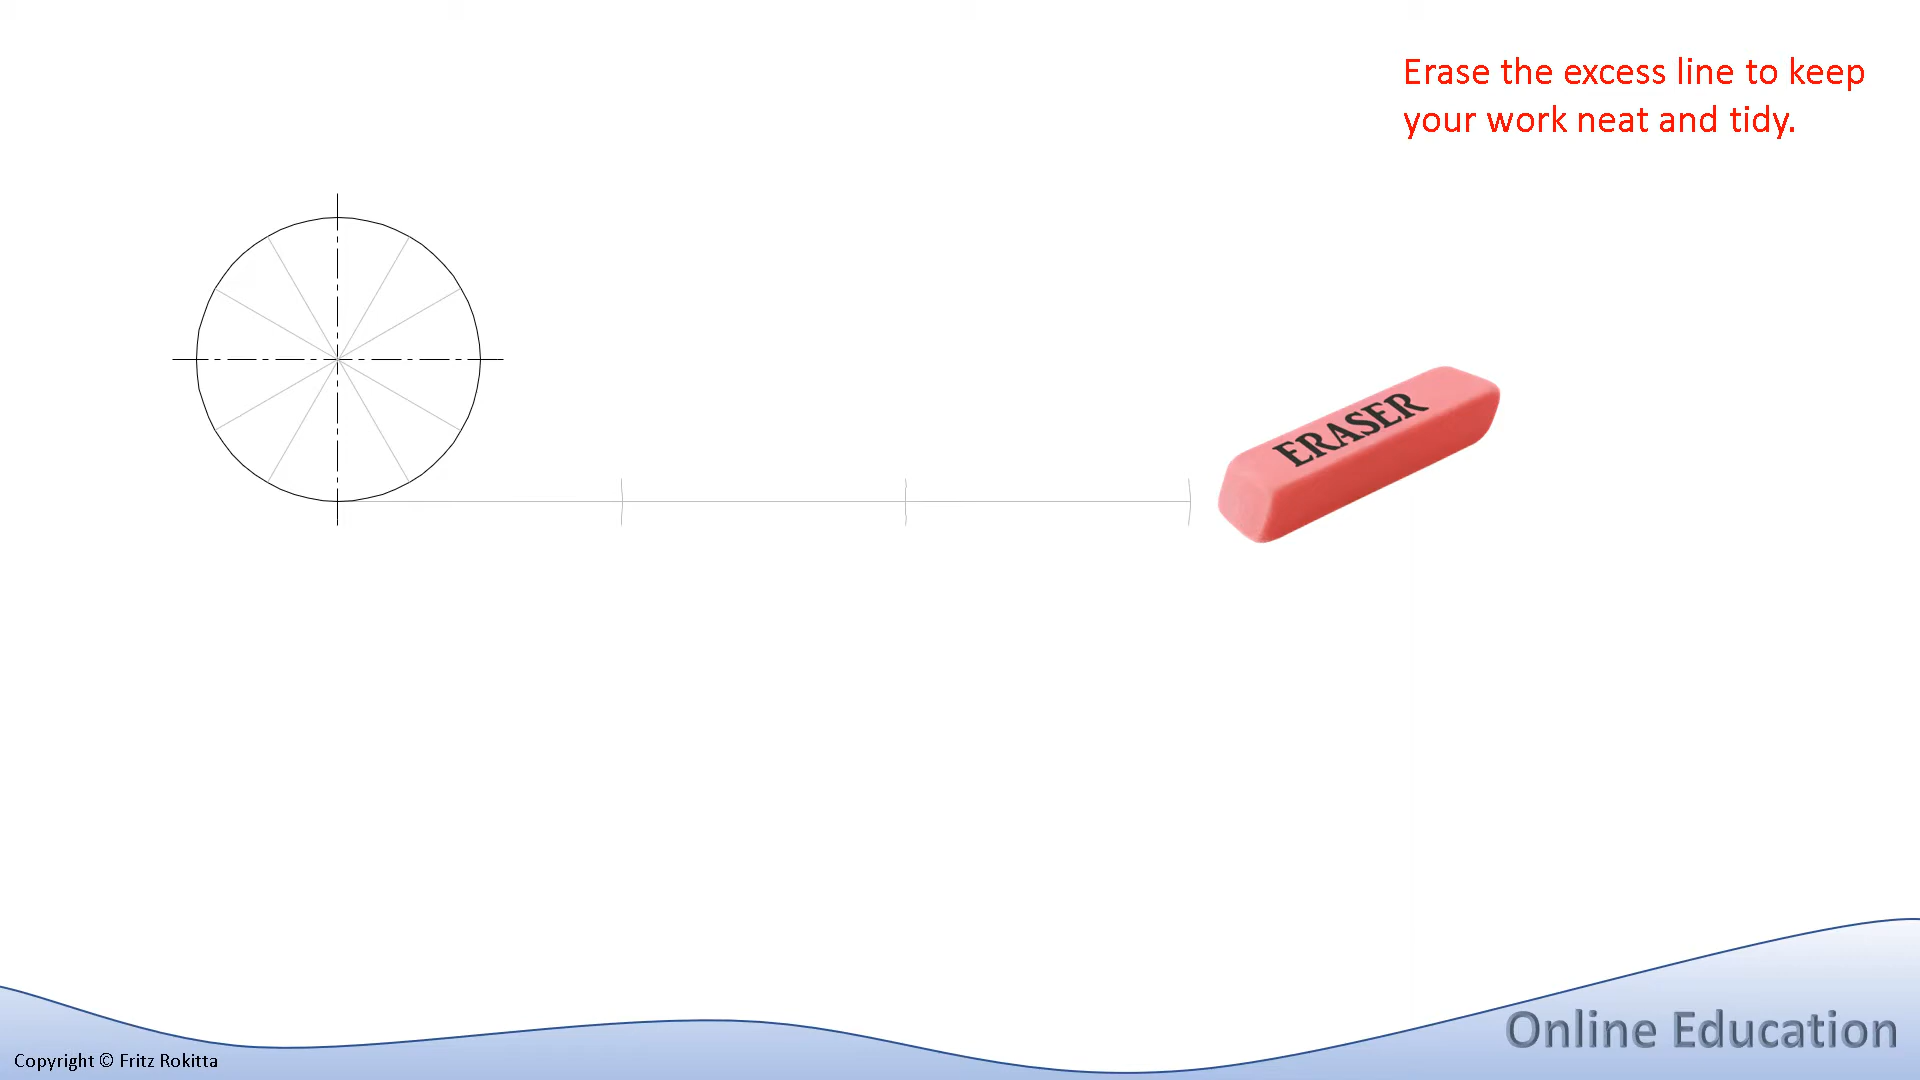 Erase the excess line to keep
your work neat and tidy.
ERASER
Online Education
Copyright © Fritz Rokitta